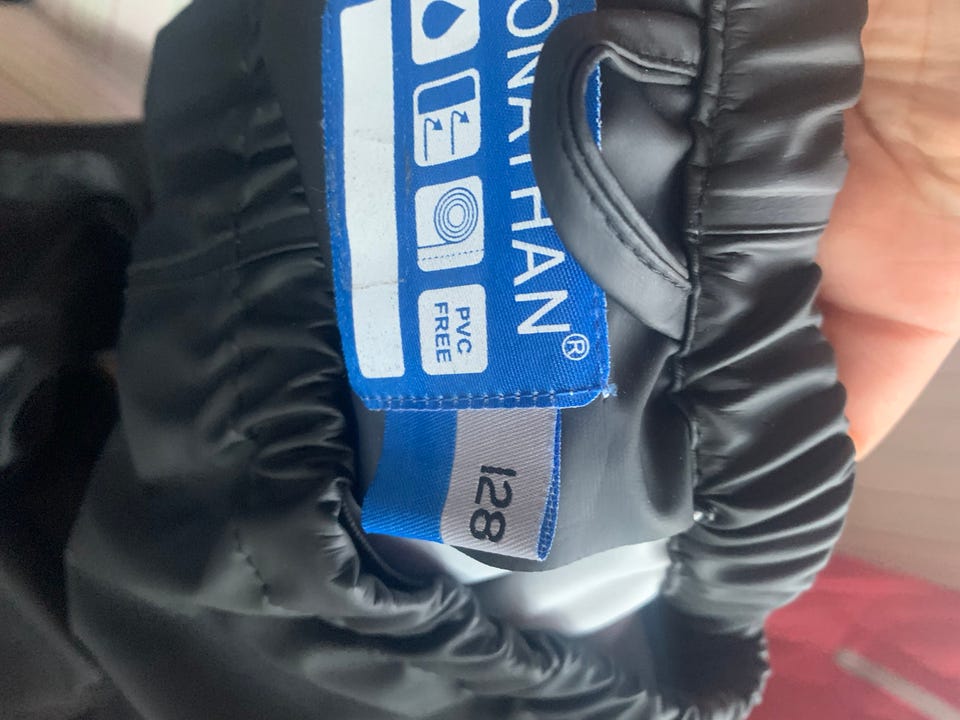 ONATHAN®
PVC
FREE
128